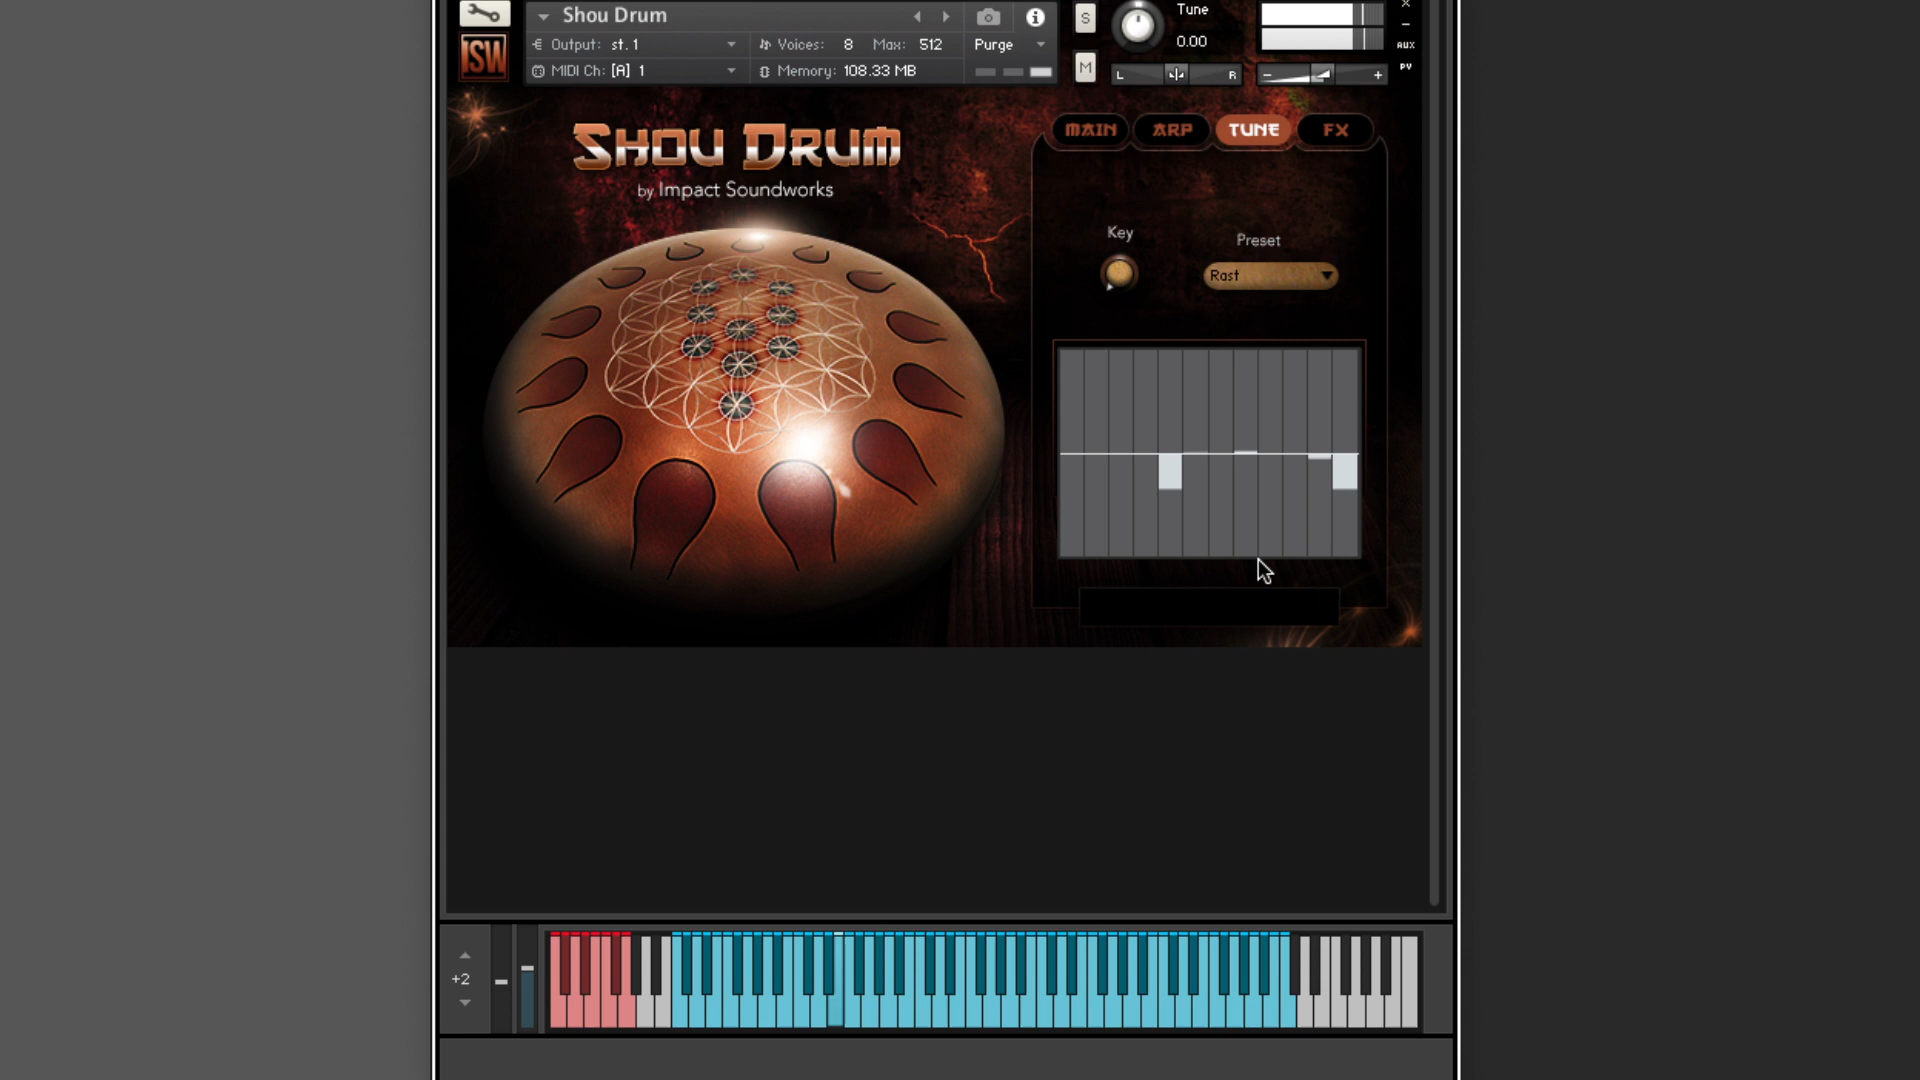 Shou Drum
Output: st. 1
Voices: 8 Max: 512
Purge
MIDI Ch: [A] 1
Memory: 108.33 MB
S
M
Tune
0.00
L R
- +
×
-
AUX
PV
ISW
SHOU DRUM
by Impact Soundworks
MAIN
ARP
TUNE
FX
Key
Preset
Rast
+2